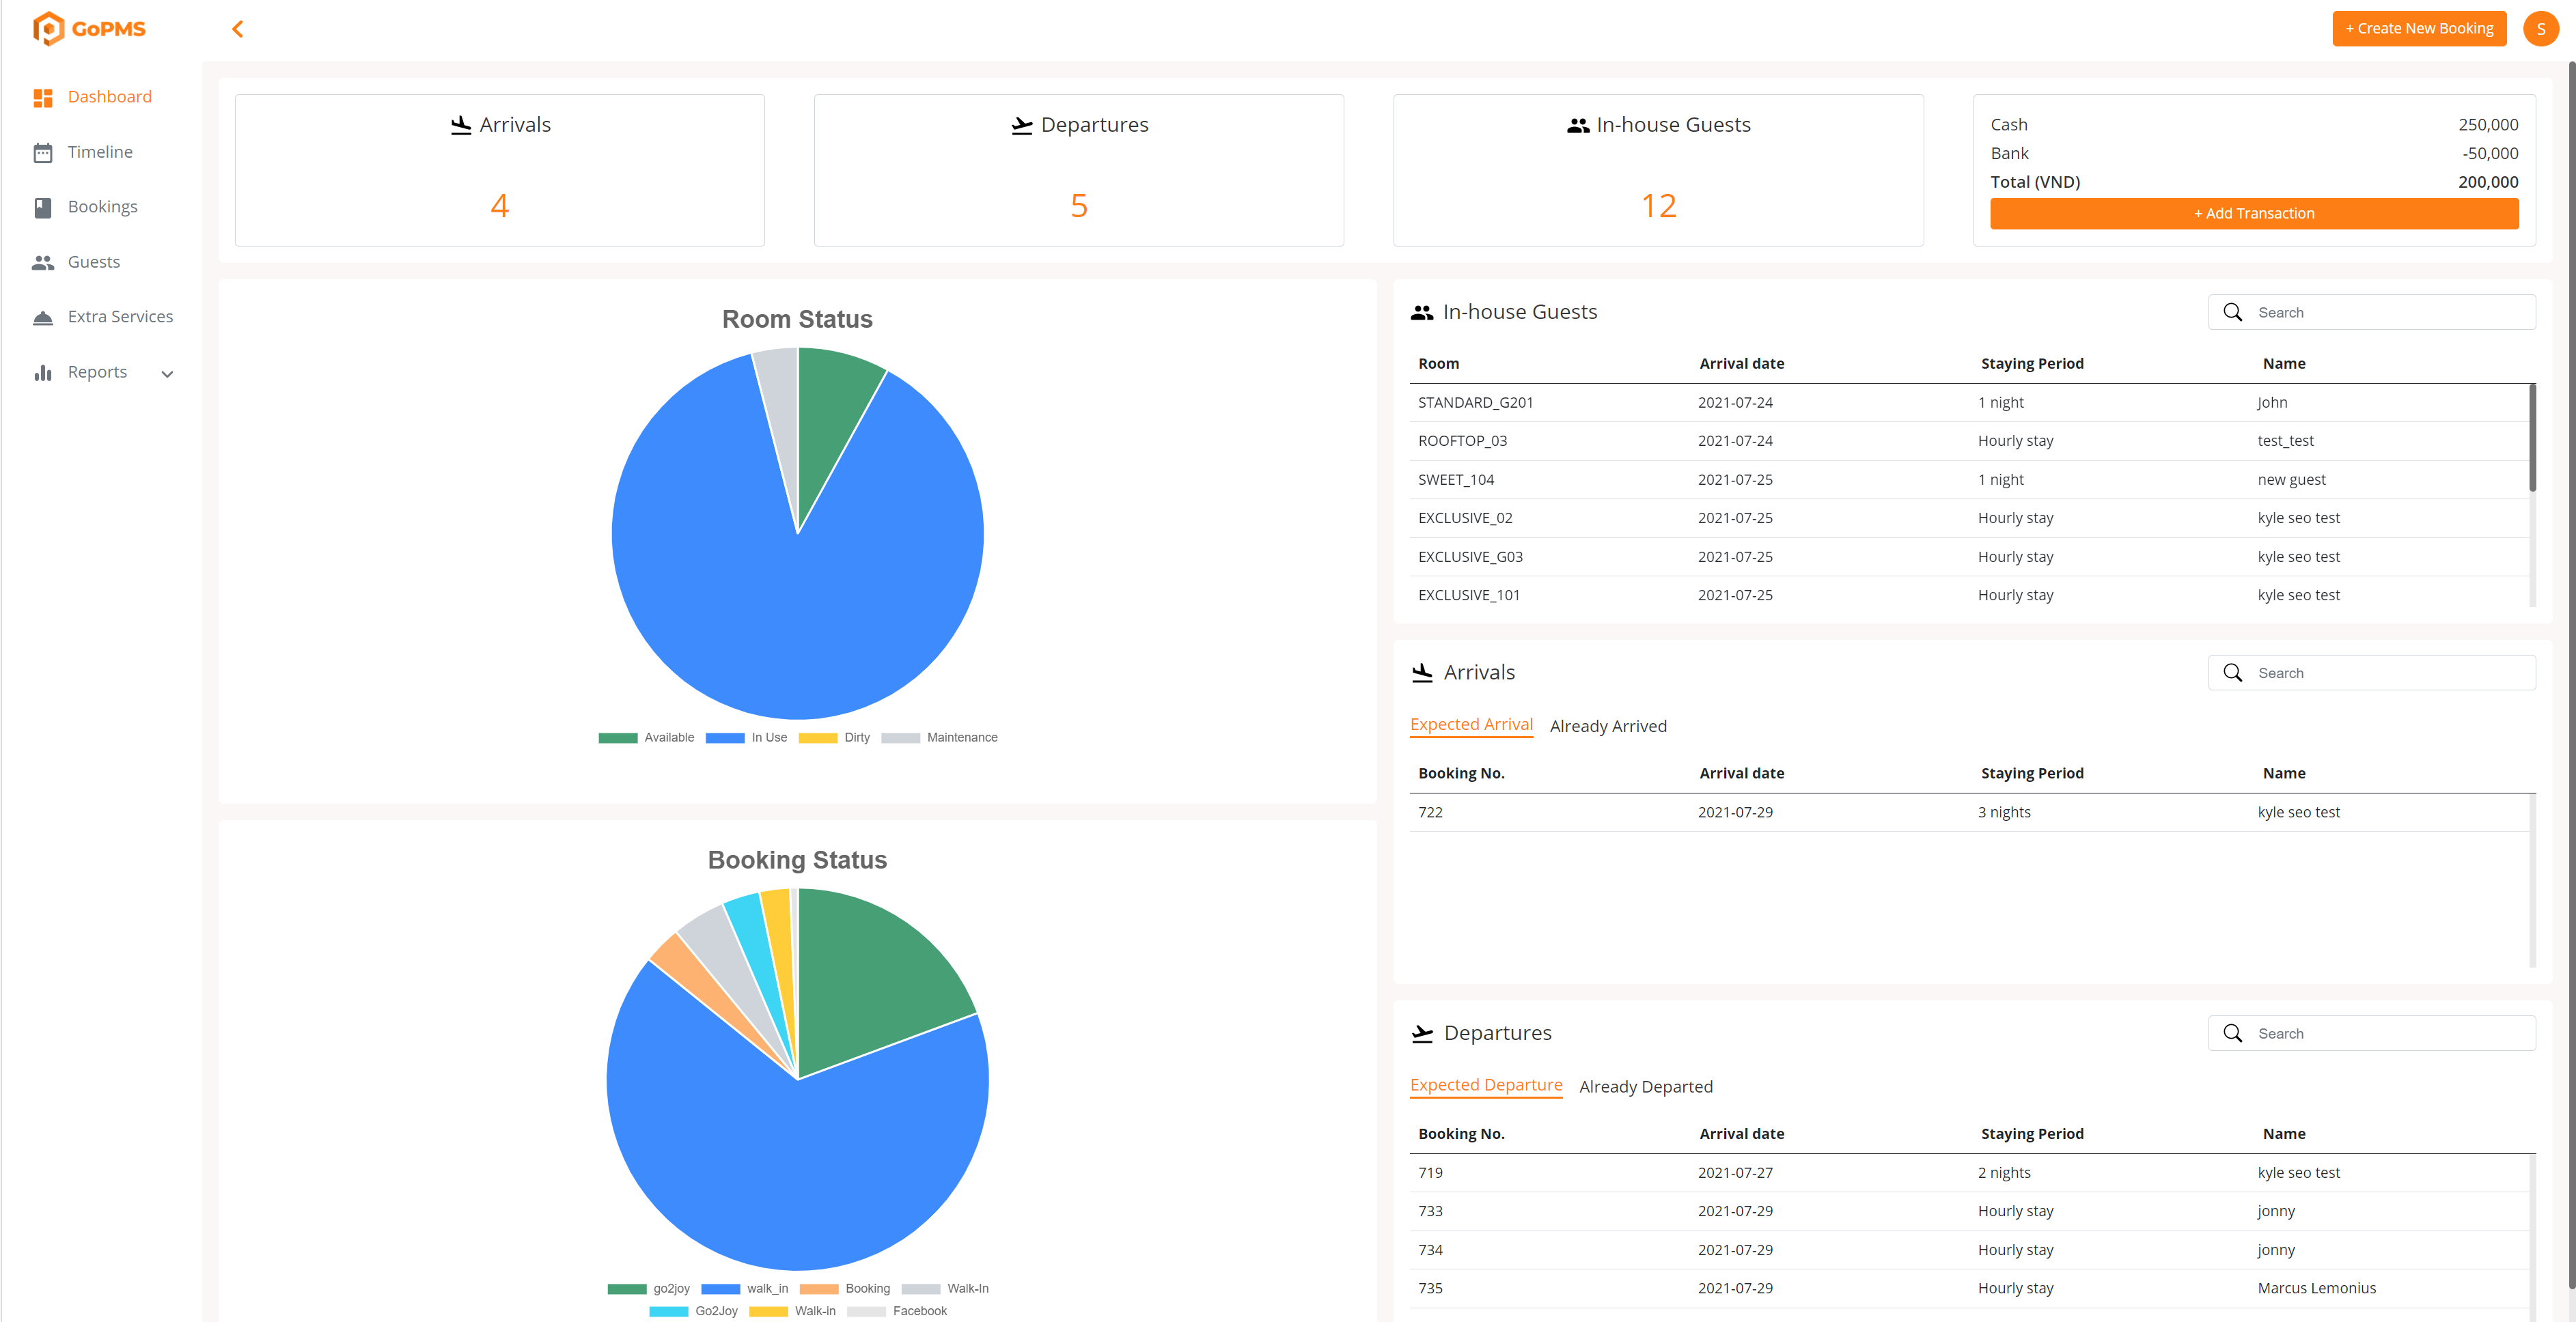 GoPMS
+ Create New Booking
S
Dashboard
Timeline
Bookings
Guests
Extra Services
Reports
Arrivals
4
Departures
5
In-house Guests
12
Cash 250,000
Bank -50,000
Total (VND) 200,000
+ Add Transaction
Room Status
Available In Use Dirty Maintenance
Booking Status
go2joy walk_in Booking Walk-In
Go2Joy Walk-in Facebook
In-house Guests Search
Room Arrival date Staying Period Name
STANDARD_G201 2021-07-24 1 night John
ROOFTOP_03 2021-07-24 Hourly stay test_test
SWEET_104 2021-07-25 1 night new guest
EXCLUSIVE_02 2021-07-25 Hourly stay kyle seo test
EXCLUSIVE_G03 2021-07-25 Hourly stay kyle seo test
EXCLUSIVE_101 2021-07-25 Hourly stay kyle seo test
Arrivals Search
Expected Arrival Already Arrived
Booking No. Arrival date Staying Period Name
722 2021-07-29 3 nights kyle seo test
Departures Search
Expected Departure Already Departed
Booking No. Arrival date Staying Period Name
719 2021-07-27 2 nights kyle seo test
733 2021-07-29 Hourly stay jonny
734 2021-07-29 Hourly stay jonny
735 2021-07-29 Hourly stay Marcus Lemonius